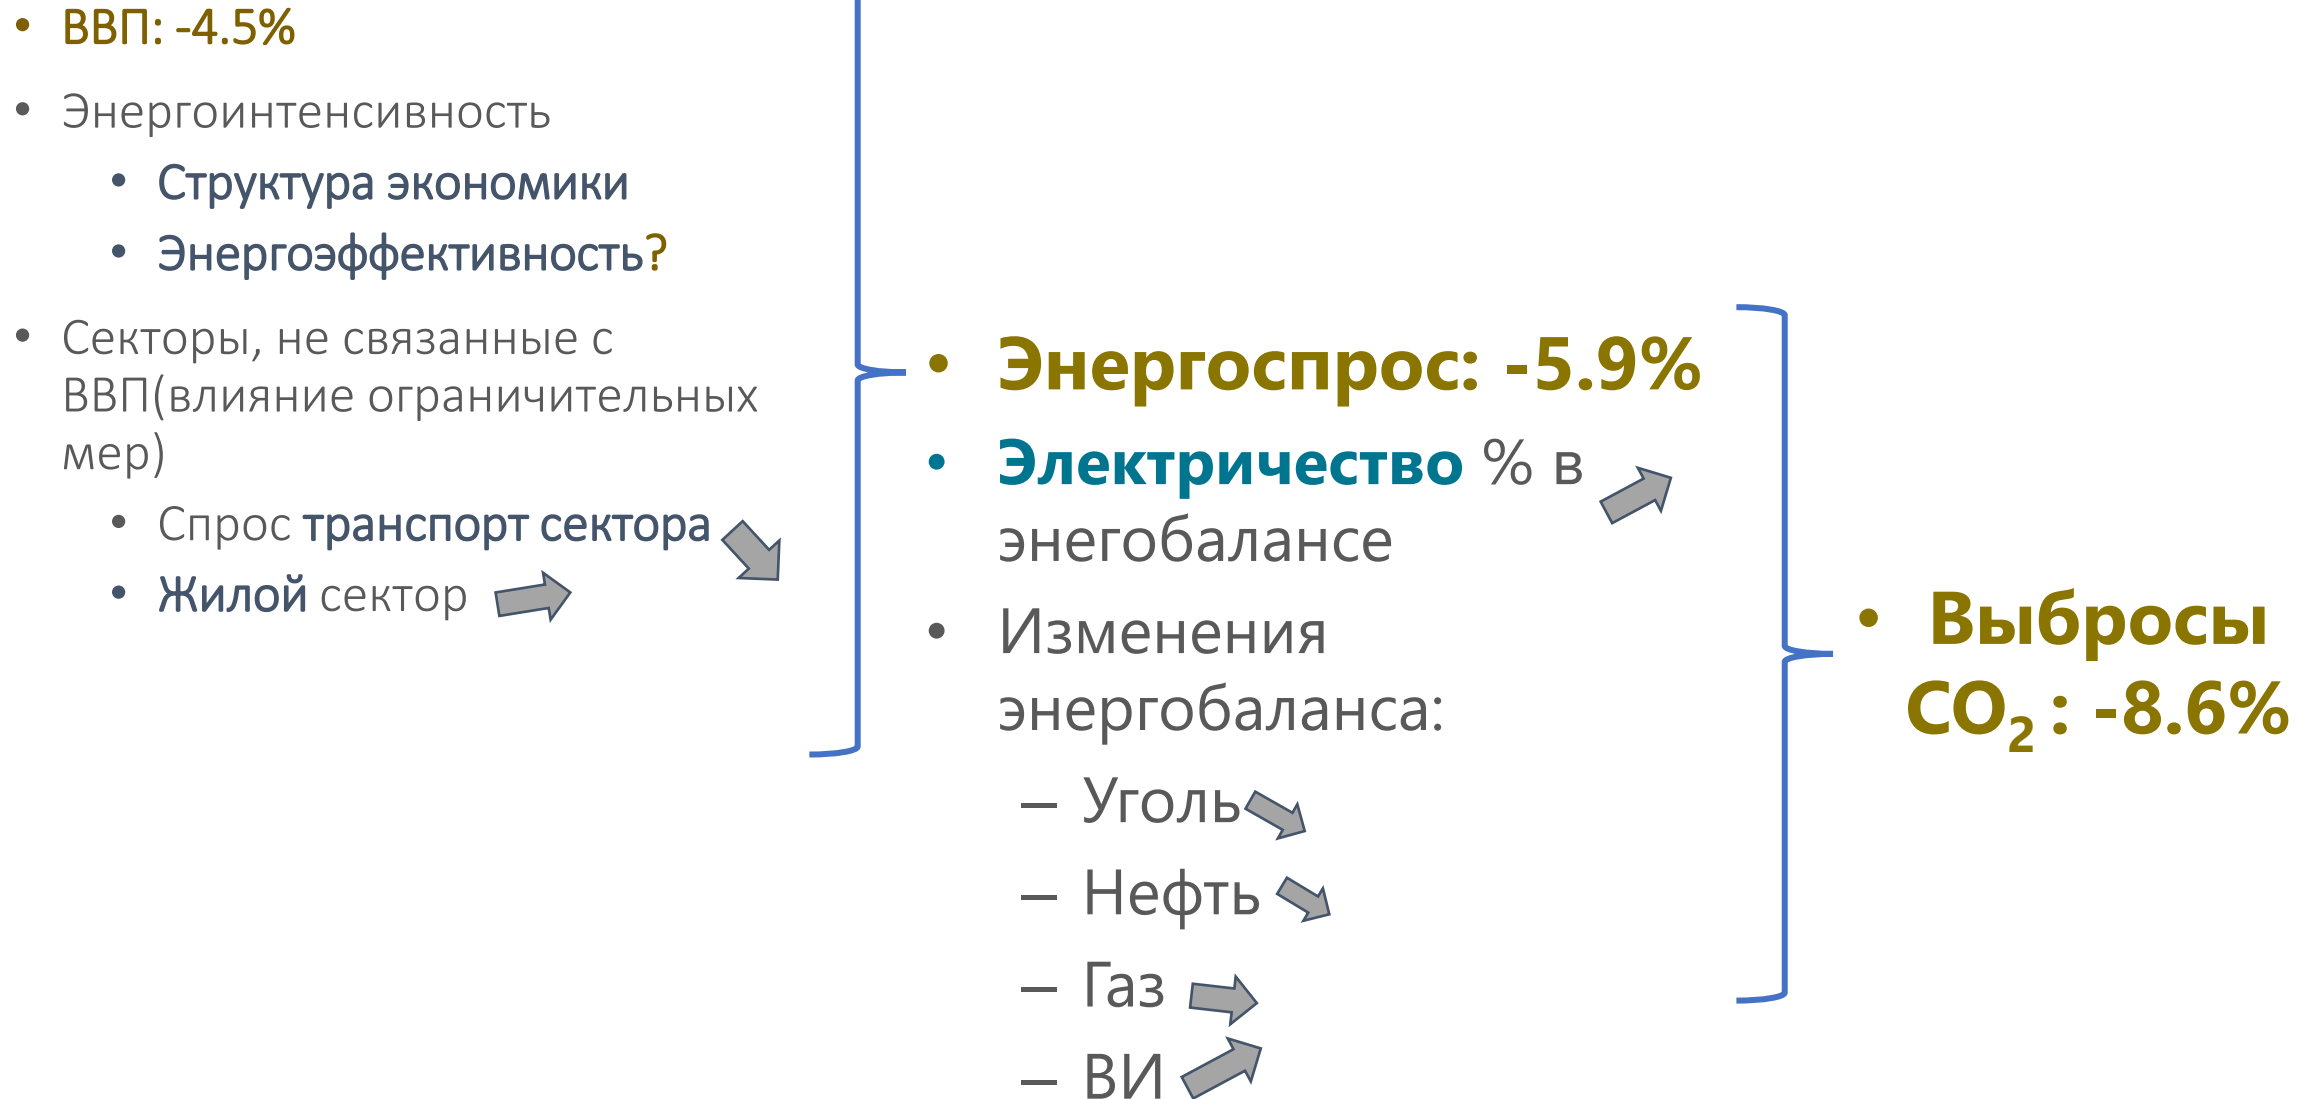 • ВВП: -4.5%
• Энергоинтенсивность
• Структура экономики
• Энергоэффективность?
• Секторы, не связанные с
ВВП(влияние ограничительных
мер)
• Спрос транспорт сектора
• Жилой сектор
• Энергоспрос: -5.9%
• Электричество % в
энегобалансе
• Изменения
энергобаланса:
– Уголь
– Нефть
– Газ
– ВИ
• Выбросы
CO₂ : -8.6%